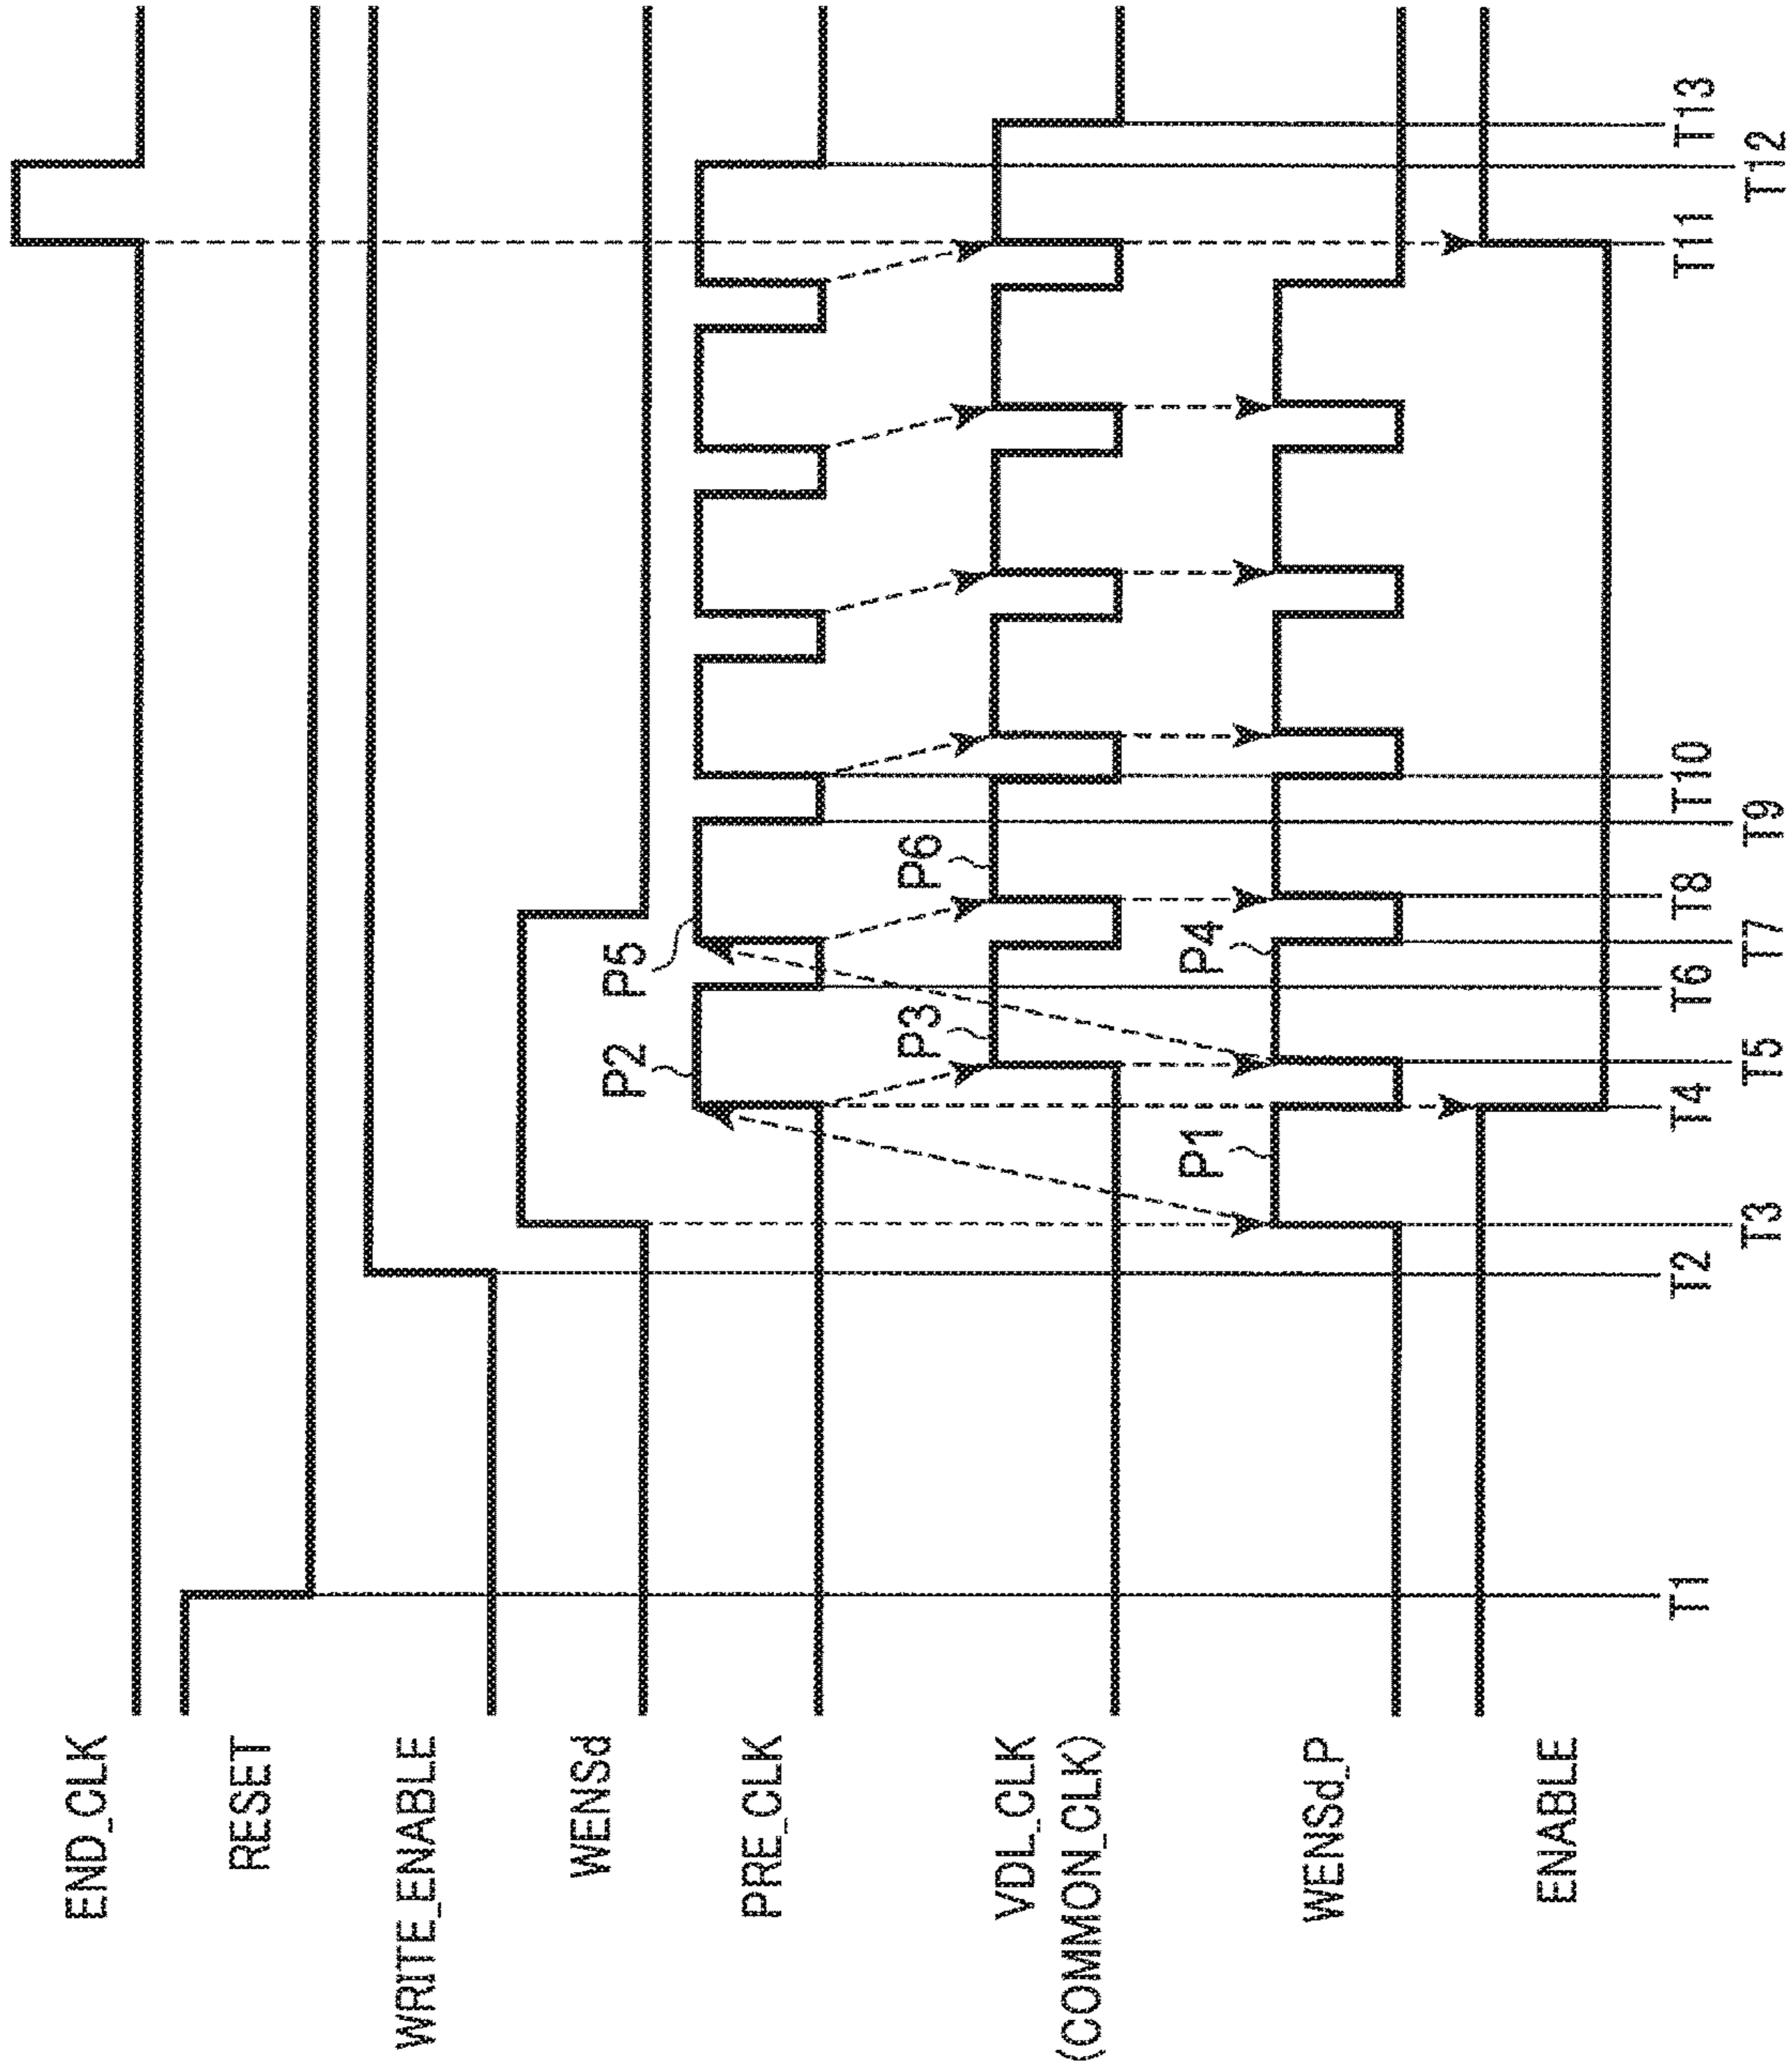 END_CLK
RESET
WRITE_ENABLE
WENSd
PRE_CLK
P2
P5
VDL_CLK
(COMMON_CLK)
P3
P6
WENSd_P
P1
P4
ENABLE
T1
T2
T3
T4
T5
T6
T7
T8
T9
T10
T11
T12
T13